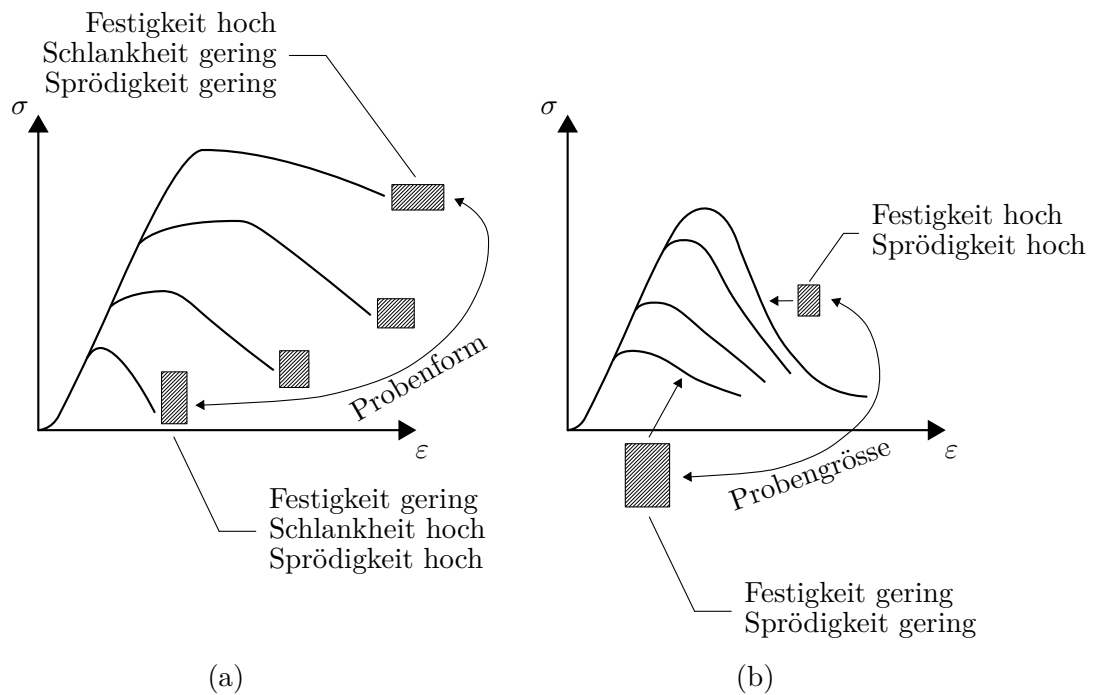 Festigkeit hoch
Schlankheit gering
Sprödigkeit gering
σ
ε
Probenform
Festigkeit gering
Schlankheit hoch
Sprödigkeit hoch
(a)
σ
Festigkeit hoch
Sprödigkeit hoch
ε
Probengrösse
Festigkeit gering
Sprödigkeit gering
(b)